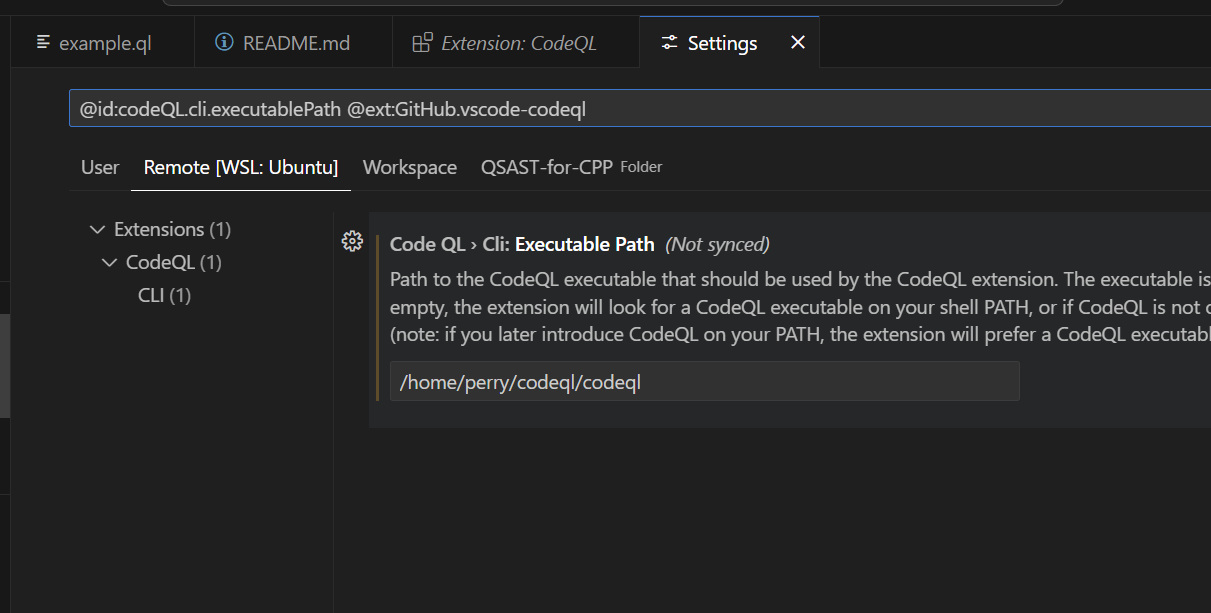 example.ql README.md Extension: CodeQL Settings
@id:codeQL.cli.executablePath @ext:GitHub.vscode-codeql
User Remote [WSL: Ubuntu] Workspace QSAST-for-CPP Folder
Extensions (1)
CodeQL (1)
CLI (1)
Code QL › Cli: Executable Path (Not synced)
Path to the CodeQL executable that should be used by the CodeQL extension. The executable is
empty, the extension will look for a CodeQL executable on your shell PATH, or if CodeQL is not
(note: if you later introduce CodeQL on your PATH, the extension will prefer a CodeQL
/home/perry/codeql/codeql